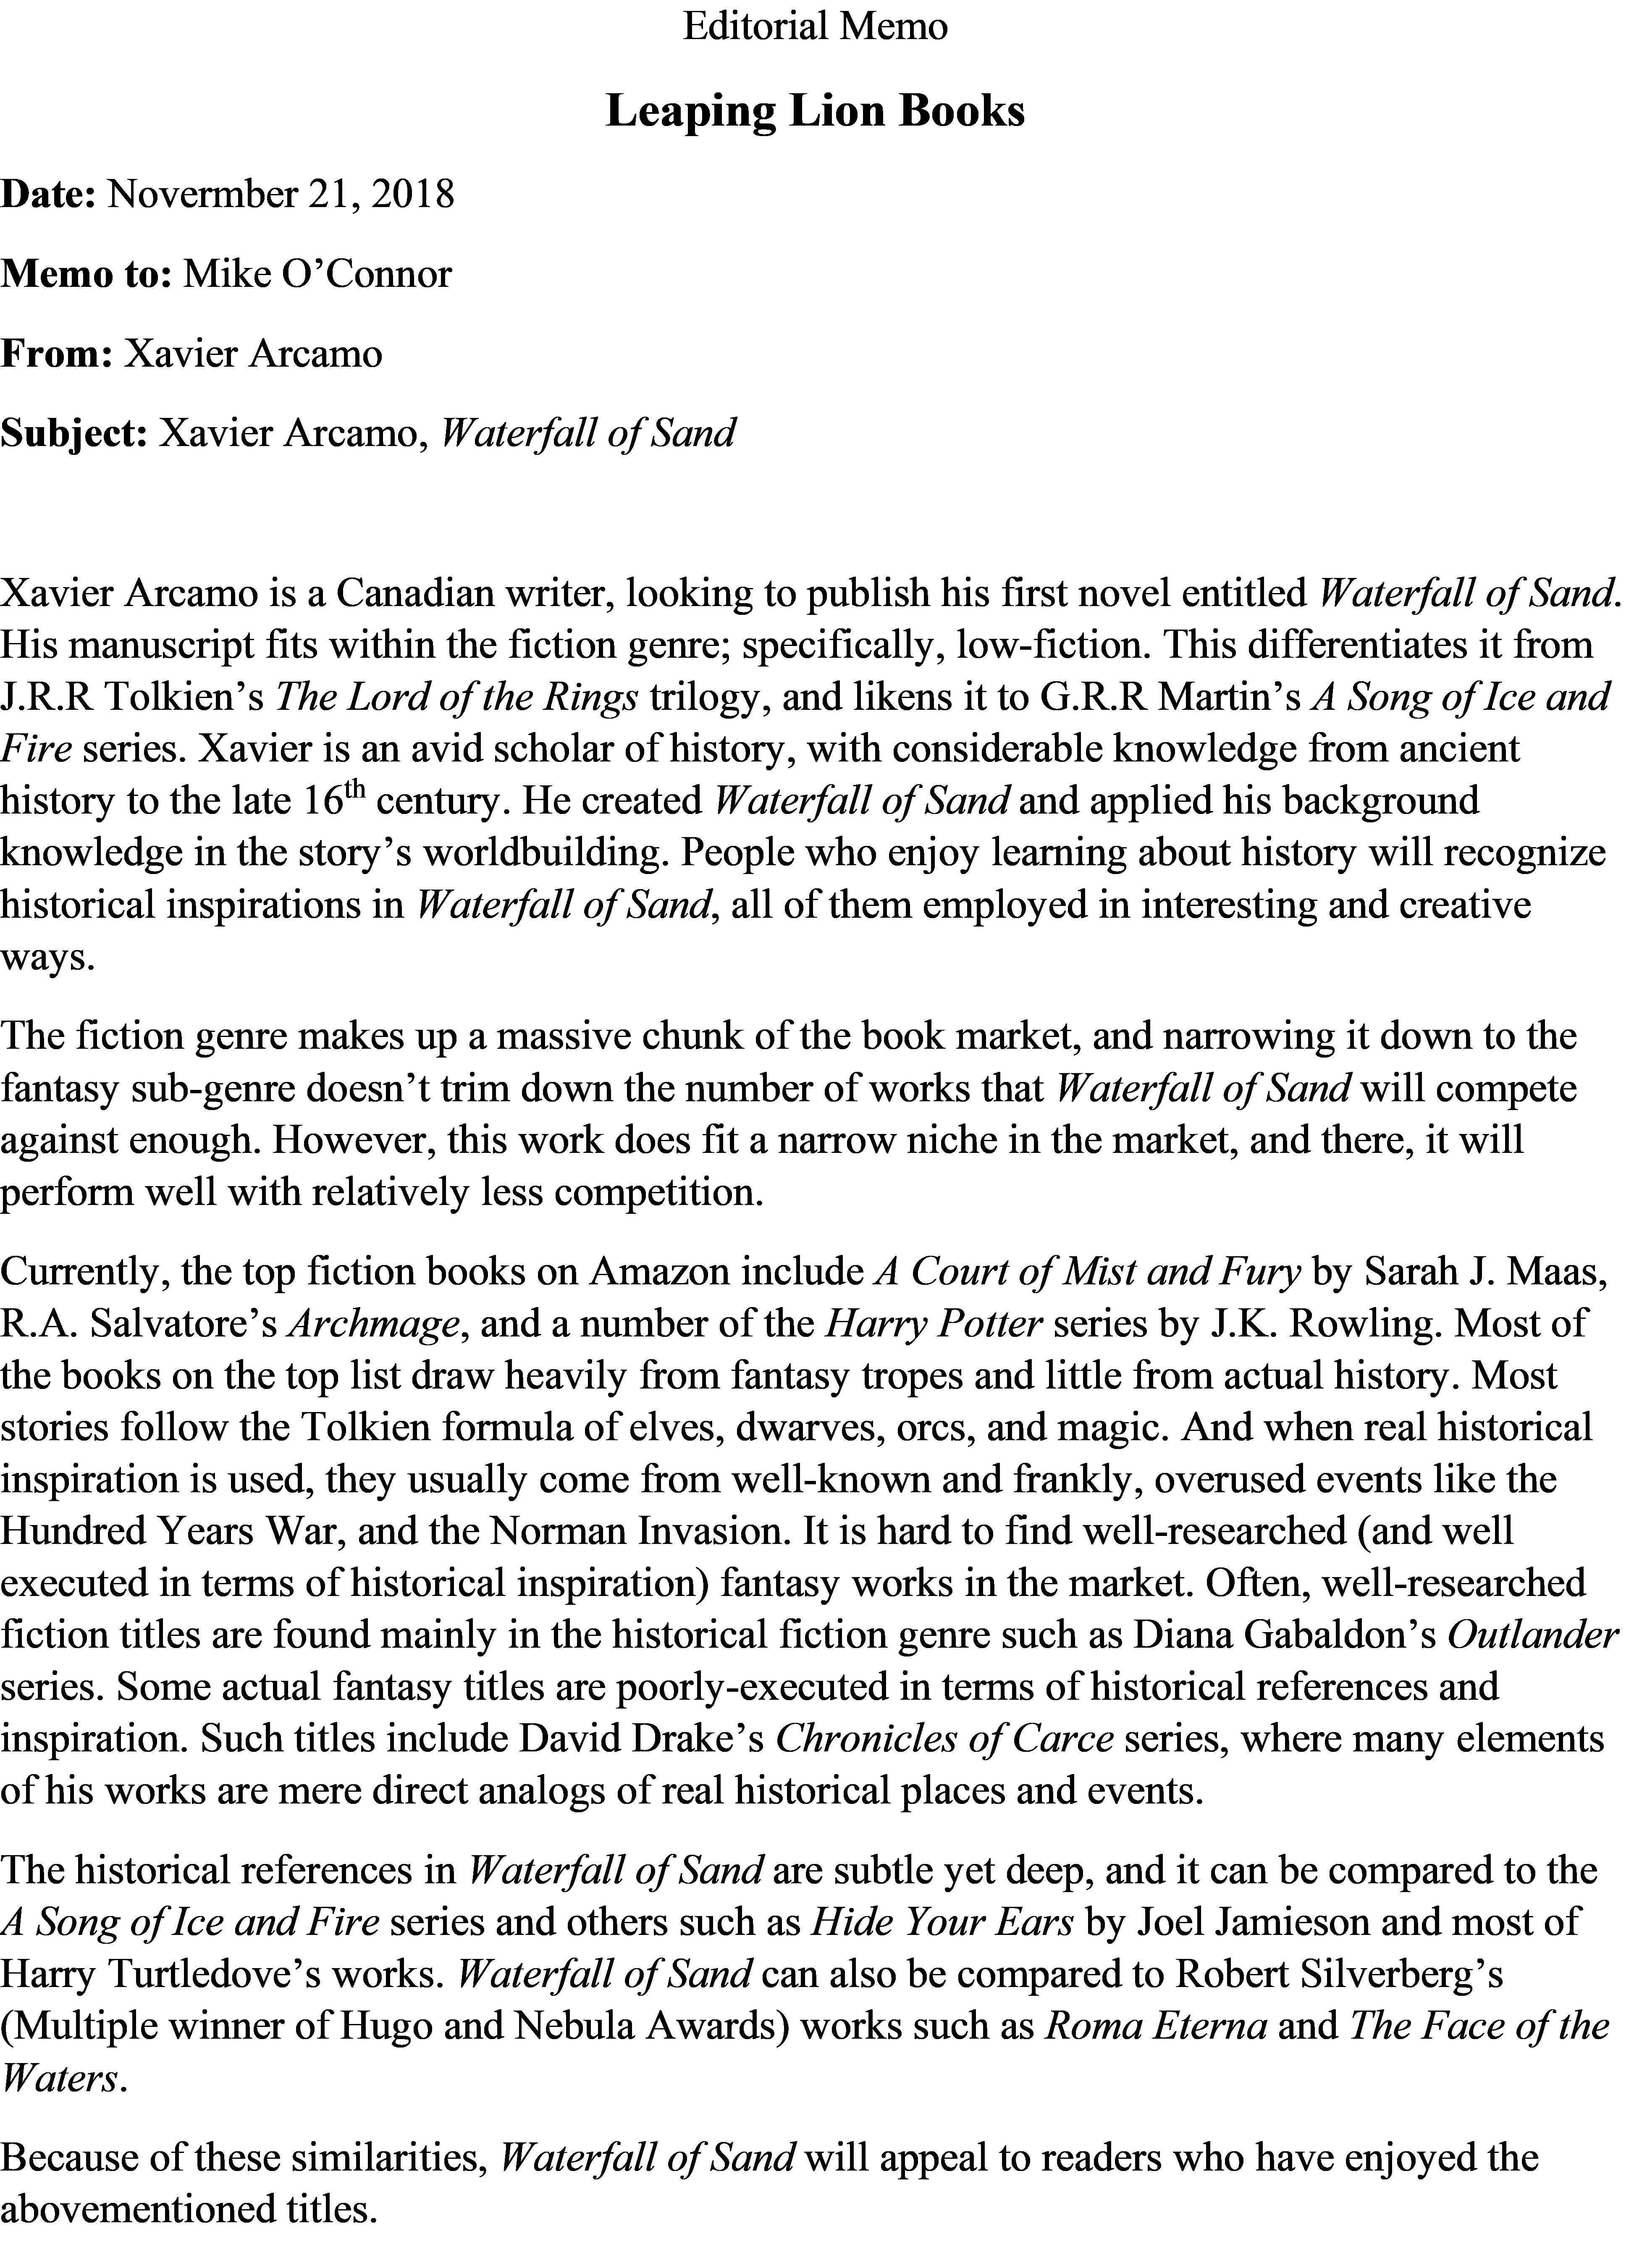 Editorial Memo
Leaping Lion Books
Date: Novermber 21, 2018
Memo to: Mike O’Connor
From: Xavier Arcamo
Subject: Xavier Arcamo, Waterfall of Sand
Xavier Arcamo is a Canadian writer, looking to publish his first novel entitled Waterfall of Sand.
His manuscript fits within the fiction genre; specifically, low-fiction. This differentiates it from
J.R.R Tolkien’s The Lord of the Rings trilogy, and likens it to G.R.R Martin’s A Song of Ice and
Fire series. Xavier is an avid scholar of history, with considerable knowledge from ancient
history to the late 16th century. He created Waterfall of Sand and applied his background
knowledge in the story’s worldbuilding. People who enjoy learning about history will recognize
historical inspirations in Waterfall of Sand, all of them employed in interesting and creative
ways.
The fiction genre makes up a massive chunk of the book market, and narrowing it down to the
fantasy sub-genre doesn’t trim down the number of works that Waterfall of Sand will compete
against enough. However, this work does fit a narrow niche in the market, and there, it will
perform well with relatively less competition.
Currently, the top fiction books on Amazon include A Court of Mist and Fury by Sarah J. Maas,
R.A. Salvatore’s Archmage, and a number of the Harry Potter series by J.K. Rowling. Most of
the books on the top list draw heavily from fantasy tropes and little from actual history. Most
stories follow the Tolkien formula of elves, dwarves, orcs, and magic. And when real historical
inspiration is used, they usually come from well-known and frankly, overused events like the
Hundred Years War, and the Norman Invasion. It is hard to find well-researched (and well
executed in terms of historical inspiration) fantasy works in the market. Often, well-researched
fiction titles are found mainly in the historical fiction genre such as Diana Gabaldon’s Outlander
series. Some actual fantasy titles are poorly-executed in terms of historical references and
inspiration. Such titles include David Drake’s Chronicles of Carce series, where many elements
of his works are mere direct analogs of real historical places and events.
The historical references in Waterfall of Sand are subtle yet deep, and it can be compared to the
A Song of Ice and Fire series and others such as Hide Your Ears by Joel Jamieson and most of
Harry Turtledove’s works. Waterfall of Sand can also be compared to Robert Silverberg’s
(Multiple winner of Hugo and Nebula Awards) works such as Roma Eterna and The Face of the
Waters.
Because of these similarities, Waterfall of Sand will appeal to readers who have enjoyed the
abovementioned titles.